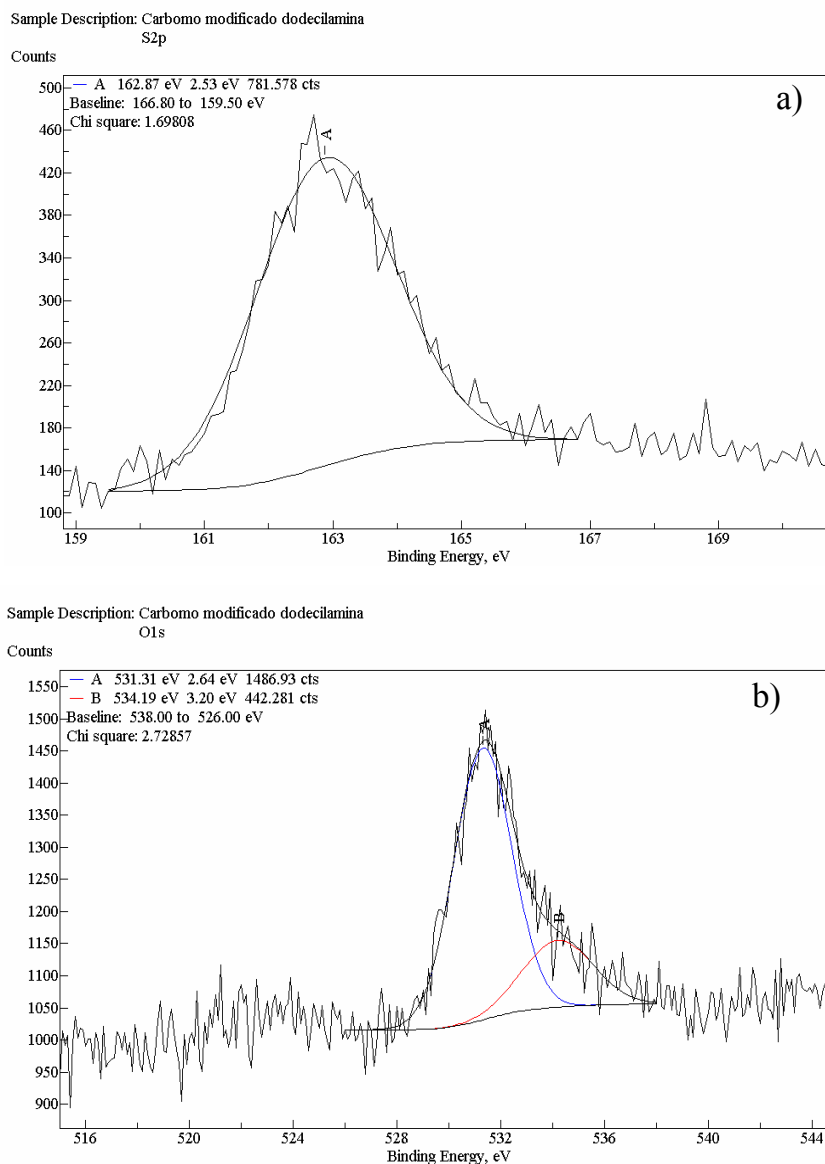 Sample Description: Carbomo modificado dodecilamina
S2p
Counts
A 162.87 eV 2.53 eV 781.578 cts
Baseline: 166.80 to 159.50 eV
Chi square: 1.69808
a)
A
500
460
420
380
340
300
260
220
180
140
100
159 161 163 165 167 169
Binding Energy, eV
Sample Description: Carbomo modificado dodecilamina
O1s
Counts
A 531.31 eV 2.64 eV 1486.93 cts
B 534.19 eV 3.20 eV 442.281 cts
Baseline: 538.00 to 526.00 eV
Chi square: 2.72857
b)
A
B
1550
1500
1450
1400
1350
1300
1250
1200
1150
1100
1050
1000
950
900
516 520 524 528 532 536 540 544
Binding Energy, eV